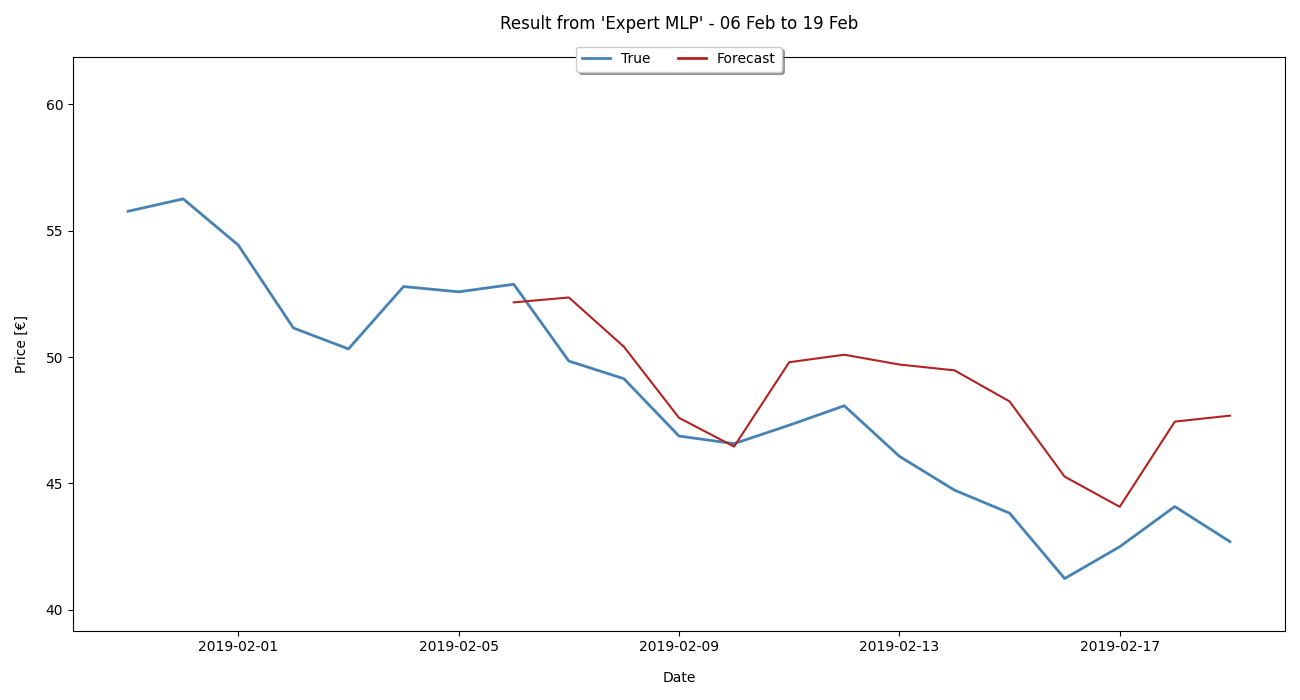 Result from 'Expert MLP' - 06 Feb to 19 Feb
True Forecast
60
55
50
45
40
Price [€]
2019-02-01 2019-02-05 2019-02-09 2019-02-13 2019-02-17
Date